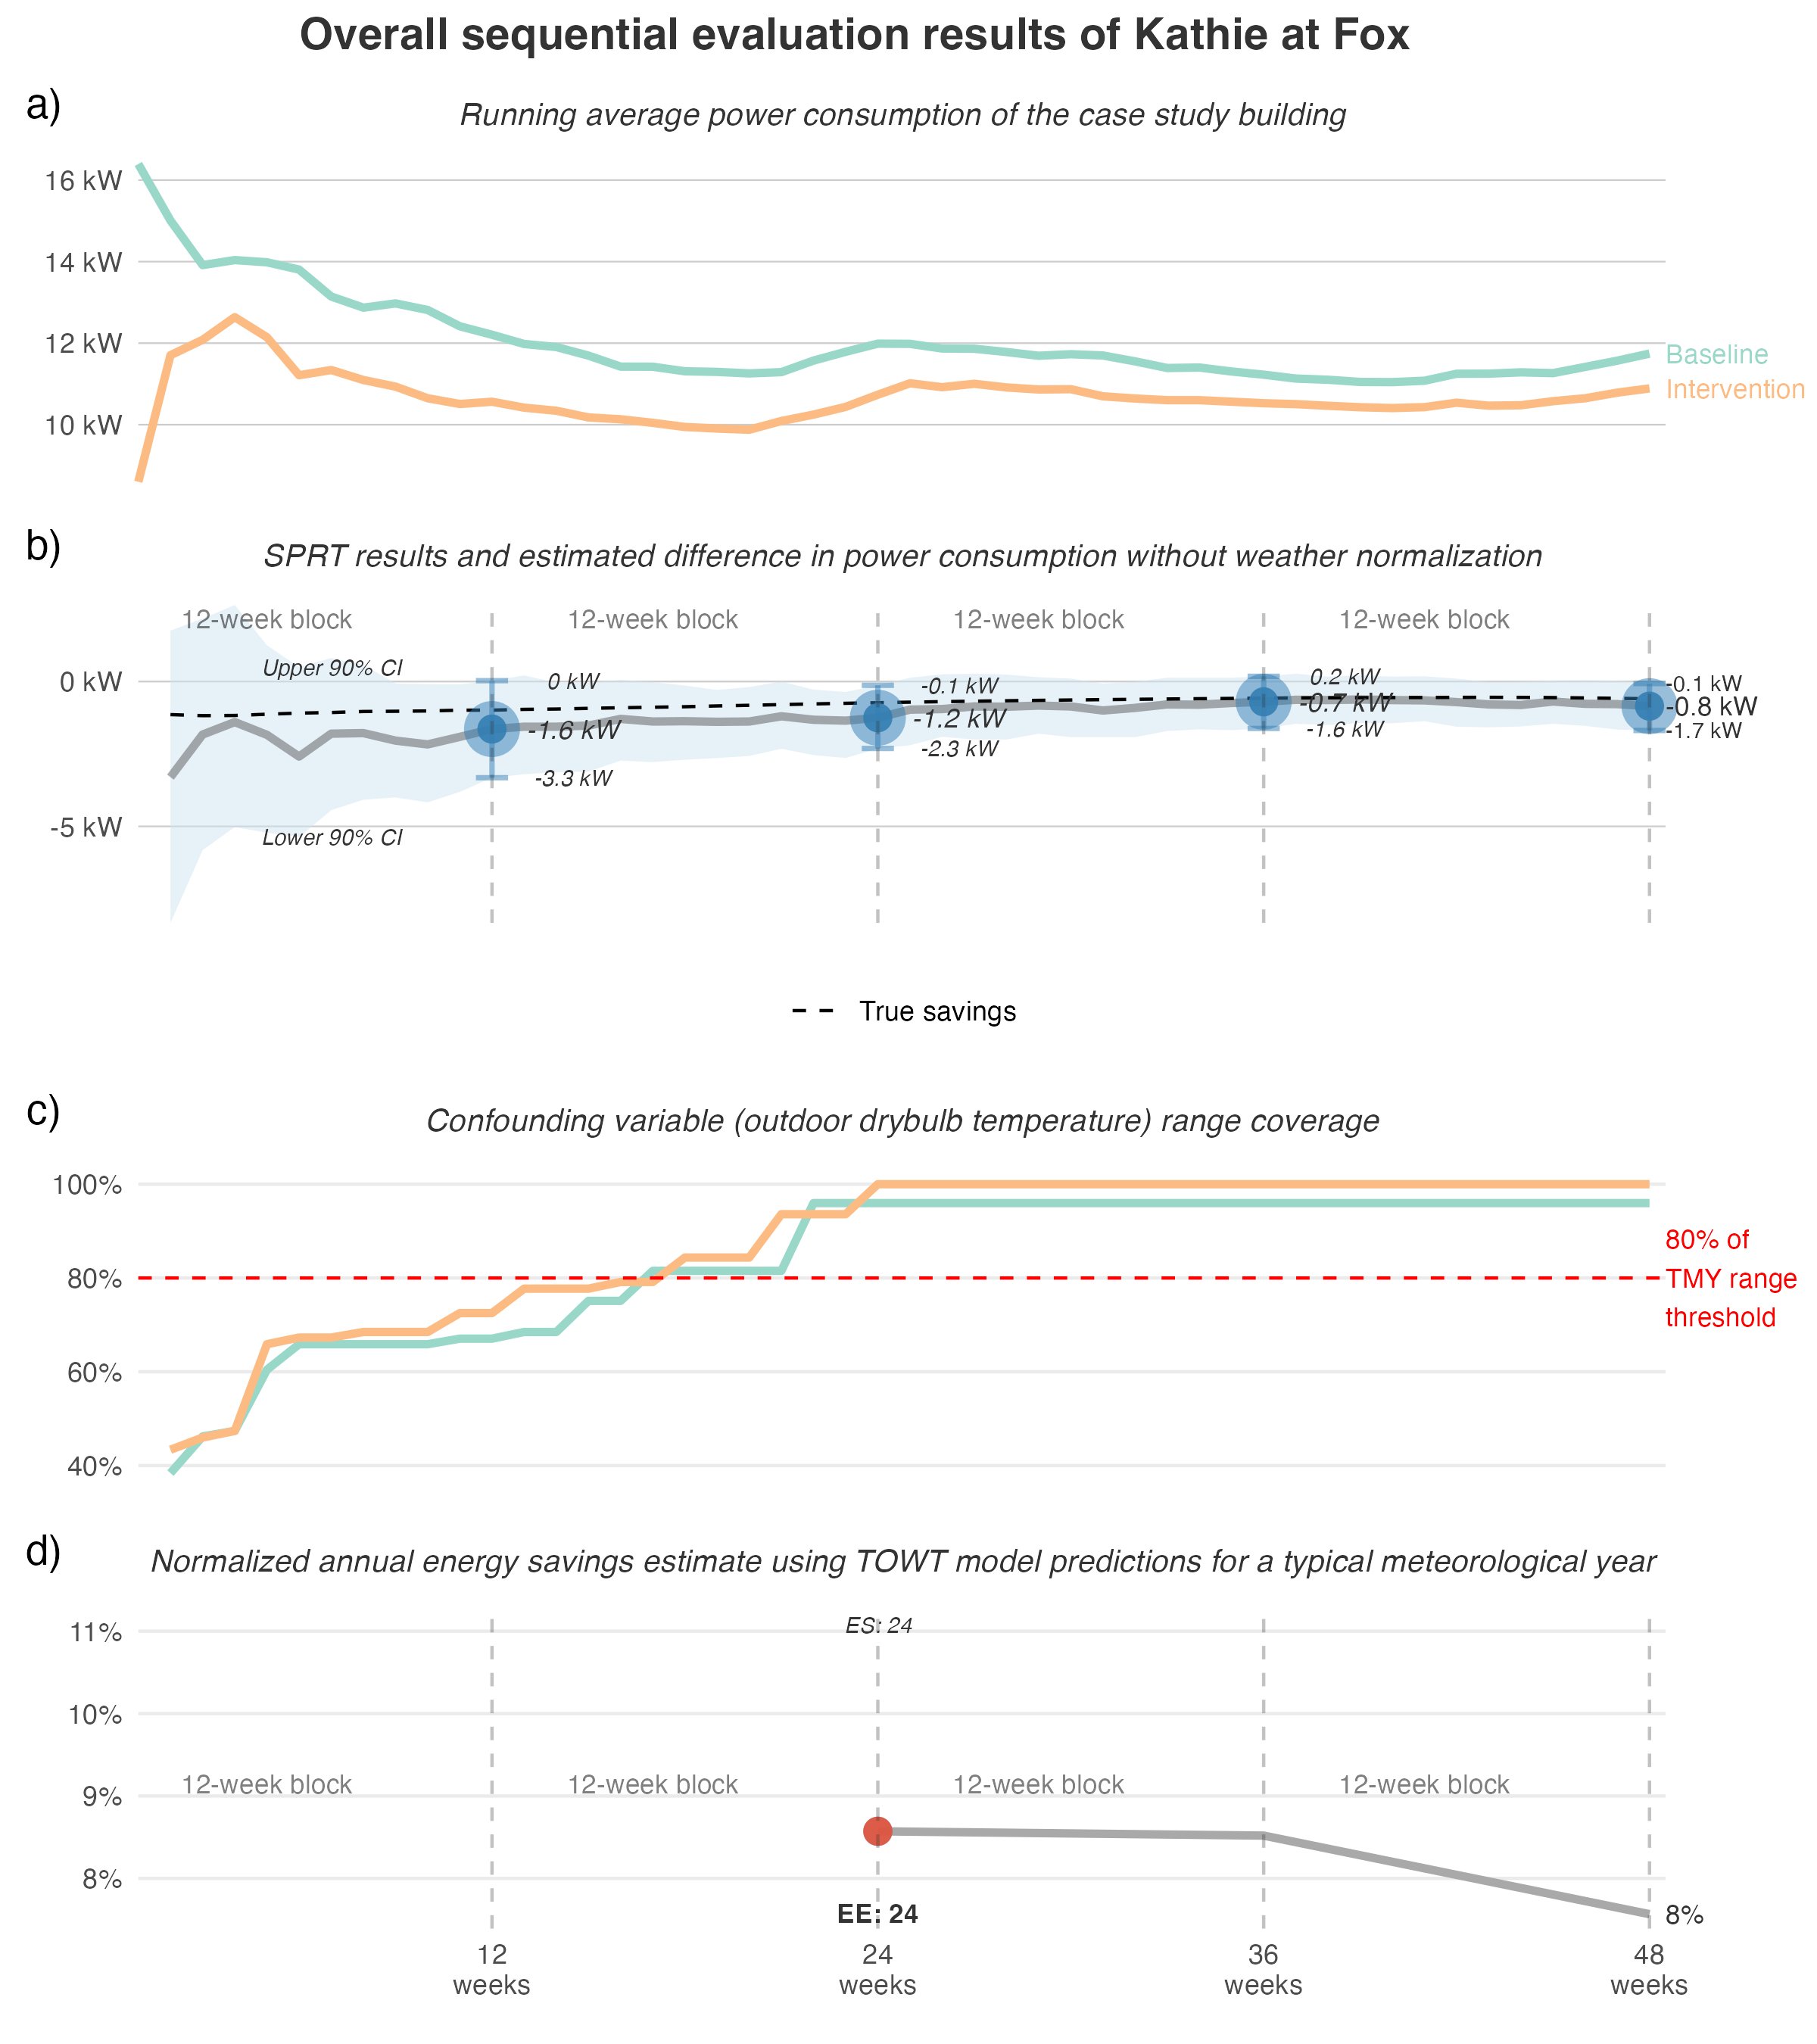 Overall sequential evaluation results of Kathie at Fox
a)
Running average power consumption of the case study building
16 kW
14 kW
12 kW
10 kW
Baseline
Intervention
b)
SPRT results and estimated difference in power consumption without weather normalization
12-week block
12-week block
12-week block
12-week block
Upper 90% CI
0 kW
0 kW
-0.1 kW
0.2 kW
-0.1 kW
-1.6 kW
-1.2 kW
-0.7 kW
-0.8 kW
-3.3 kW
-2.3 kW
-1.6 kW
-1.7 kW
-5 kW
Lower 90% CI
True savings
c)
Confounding variable (outdoor drybulb temperature) range coverage
100%
80%
60%
40%
80% of
TMY range
threshold
d)
Normalized annual energy savings estimate using TOWT model predictions for a typical meteorological year
ES: 24
11%
10%
12-week block
12-week block
12-week block
12-week block
9%
8%
EE: 24
8%
12
weeks
24
weeks
36
weeks
48
weeks